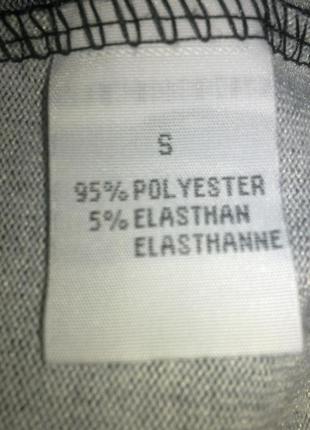 S
95% POLYESTER
5% ELASTHAN
ELASTHANNE